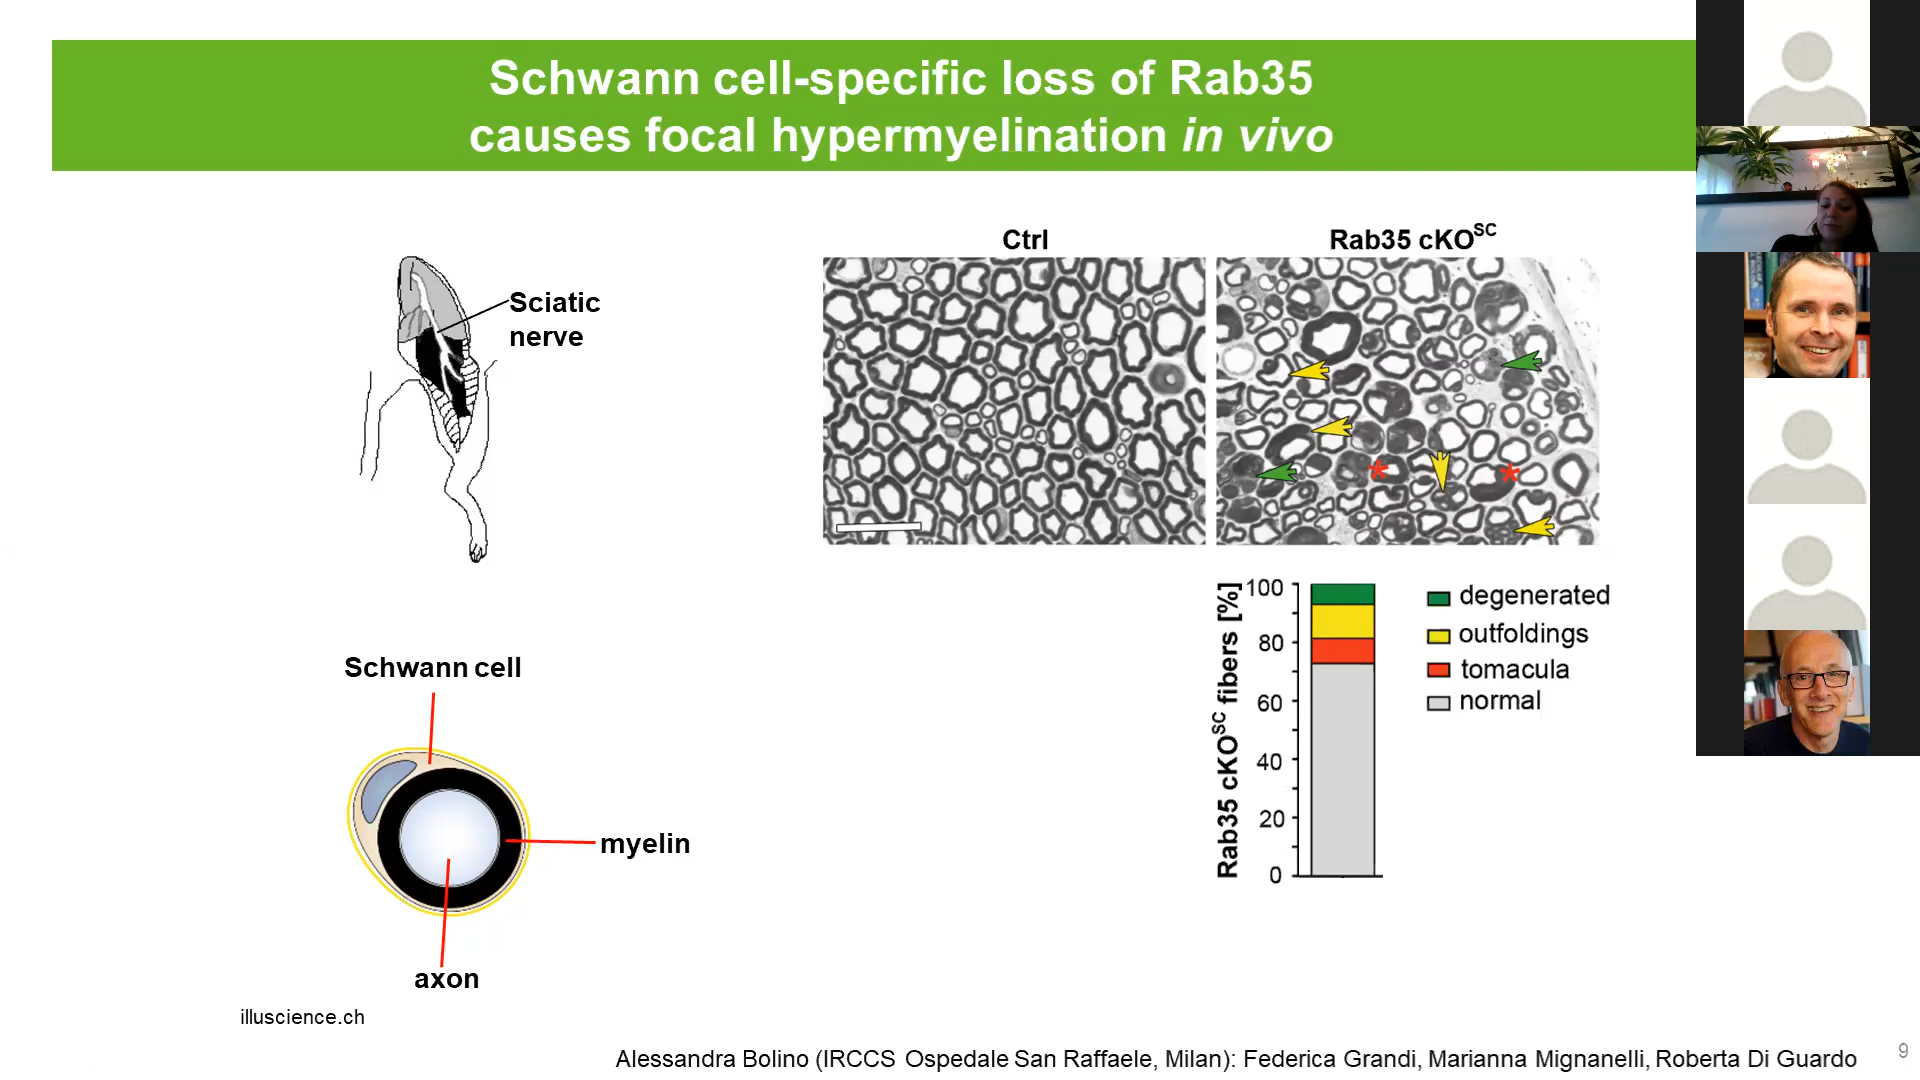 Schwann cell-specific loss of Rab35
causes focal hypermyelination in vivo
Sciatic
nerve
Ctrl
Rab35 cKOSC
*
*
Schwann cell
myelin
axon
illuscience.ch
Rab35 cKOSC fibers [%]
100
80
60
40
20
0
degenerated
outfoldings
tomacula
normal
Alessandra Bolino (IRCCS Ospedale San Raffaele, Milan): Federica Grandi, Marianna Mignanelli, Roberta Di Guardo
9